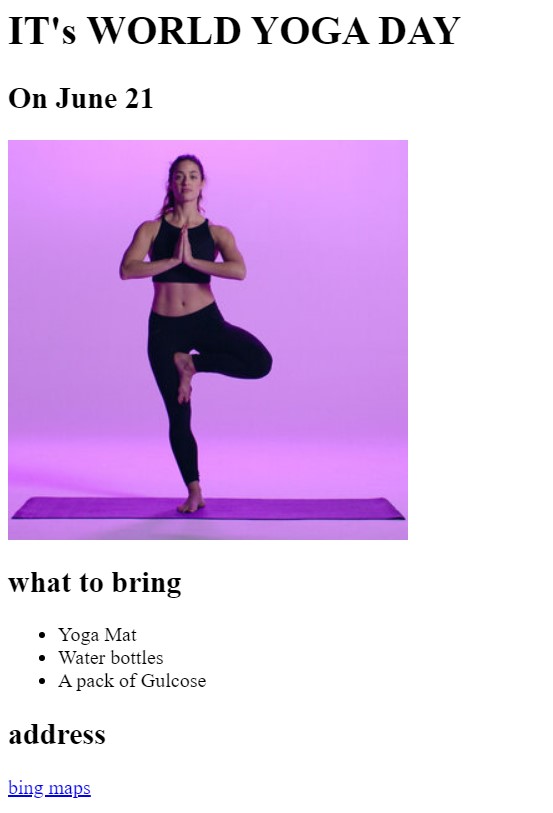 IT's WORLD YOGA DAY
On June 21
what to bring
Yoga Mat
Water bottles
A pack of Gulcose
address
bing maps